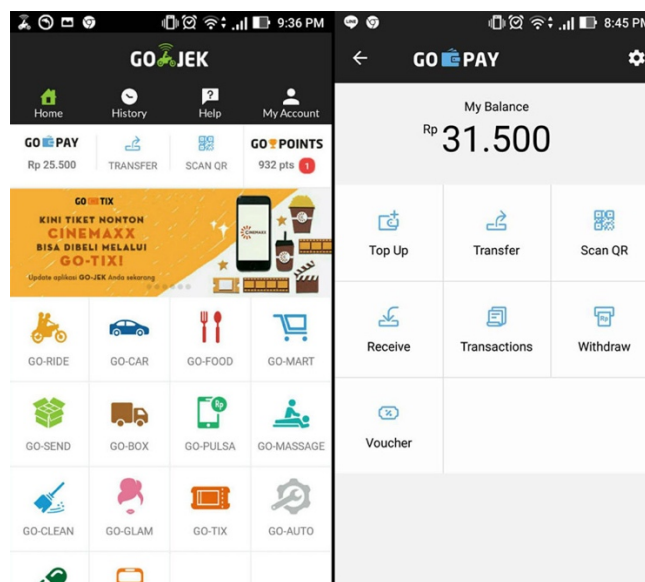 9:36 PM
GO JEK
Home
History
Help
My Account
GO PAY
TRANSFER
SCAN QR
GO POINTS
Rp 25.500
932 pts
1
GO TIX
KINI TIKET NONTON
CINEMAXX
BISA DIBELI MELALUI
GO-TIX!
Update aplikasi GO-JEK Anda sekarang
CINEMAXX
GO-RIDE
GO-CAR
GO-FOOD
GO-MART
Rp
GO-SEND
GO-BOX
GO-PULSA
GO-MASSAGE
GO-CLEAN
GO-GLAM
GO-TIX
GO-AUTO
LINE
8:45 PM
GO PAY
My Balance
Rp 31.500
Top Up
Transfer
Scan QR
Rp
Receive
Transactions
Withdraw
Voucher